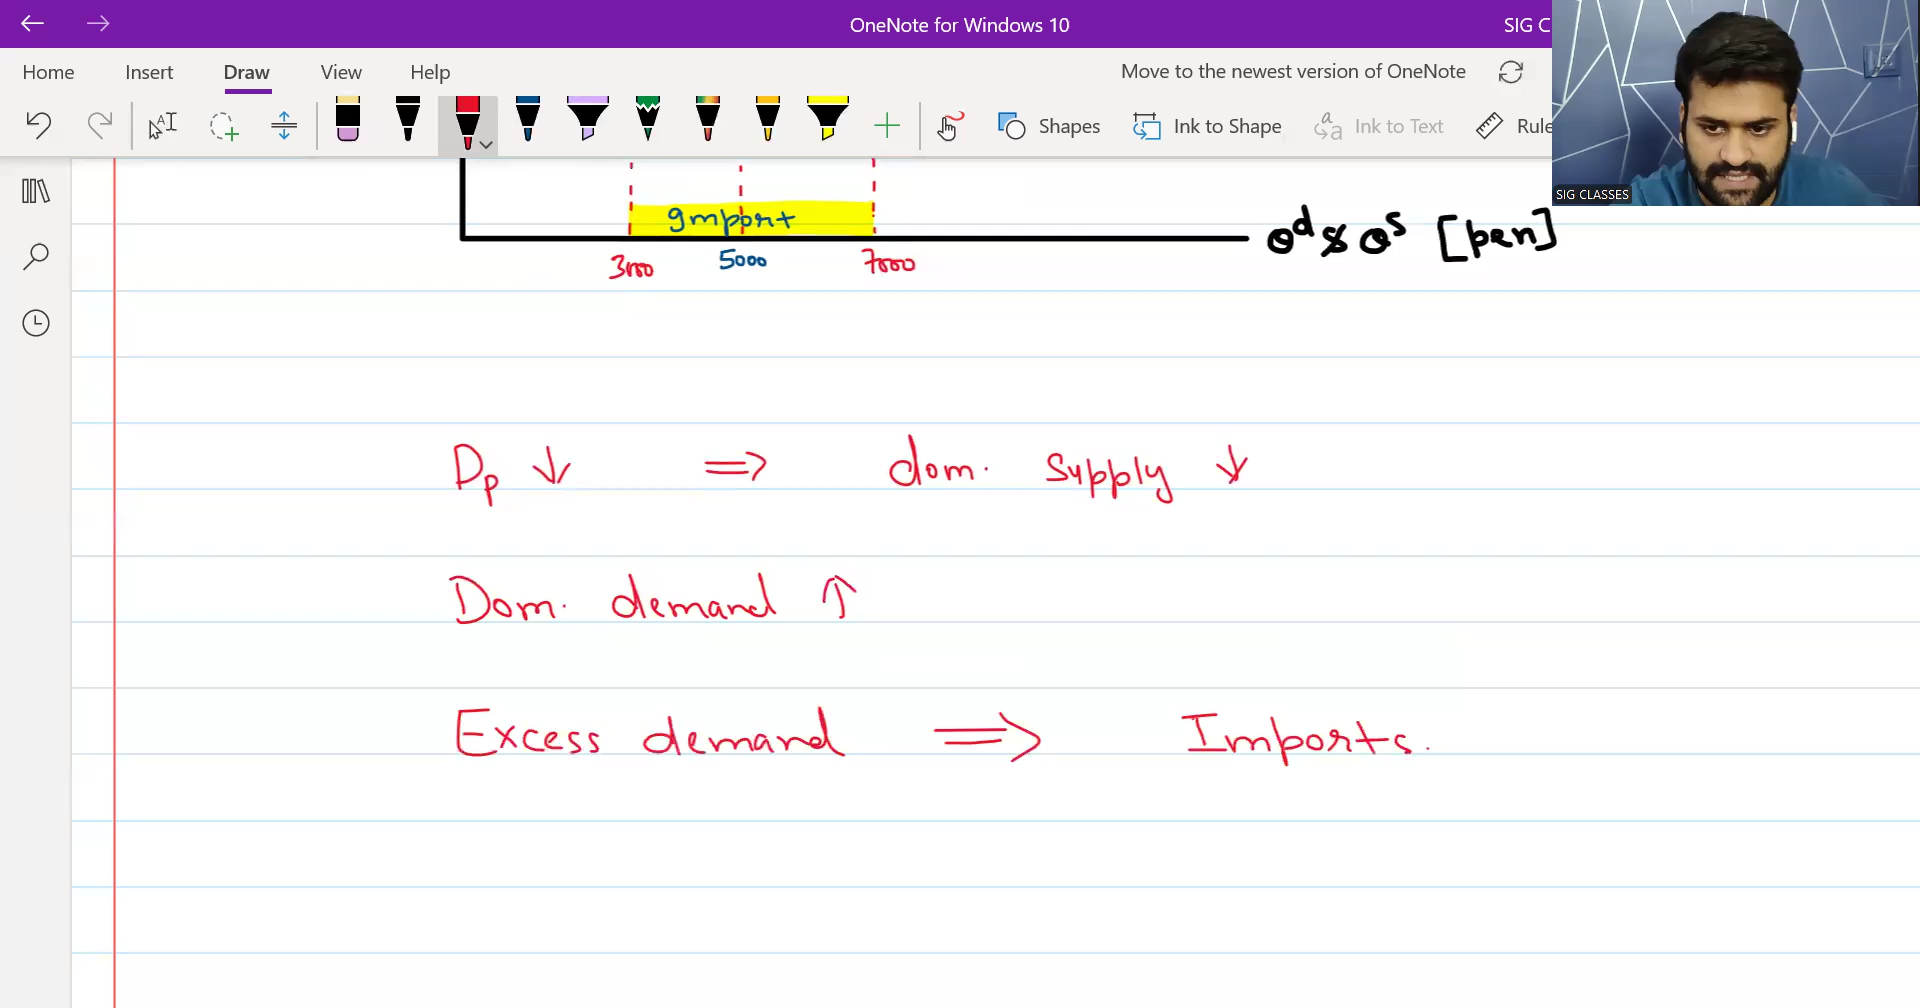 OneNote for Windows 10
SIG C
Home Insert Draw View Help
Move to the newest version of OneNote
Shapes Ink to Shape Ink to Text Rule
SIG CLASSES
Import
Qd & Qs [pen]
3000 5000 7000
Dp ↓ ⇒ dom. Supply ↓
Dom. demand ↑
Excess demand ⇒ Imports.